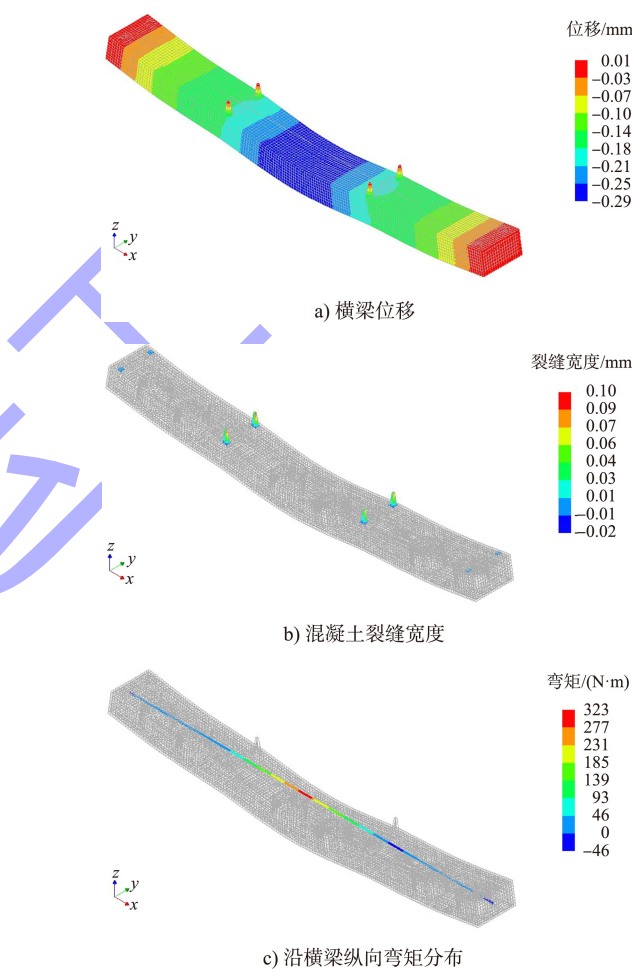 位移/mm
0.01
−0.03
−0.07
−0.10
−0.14
−0.18
−0.21
−0.25
−0.29
z
y
x
a) 横梁位移
裂缝宽度/mm
0.10
0.09
0.07
0.06
0.04
0.03
0.01
−0.01
−0.02
z
y
x
b) 混凝土裂缝宽度
弯矩/(N·m)
323
277
231
185
139
93
46
0
−46
z
y
x
c) 沿横梁纵向弯矩分布